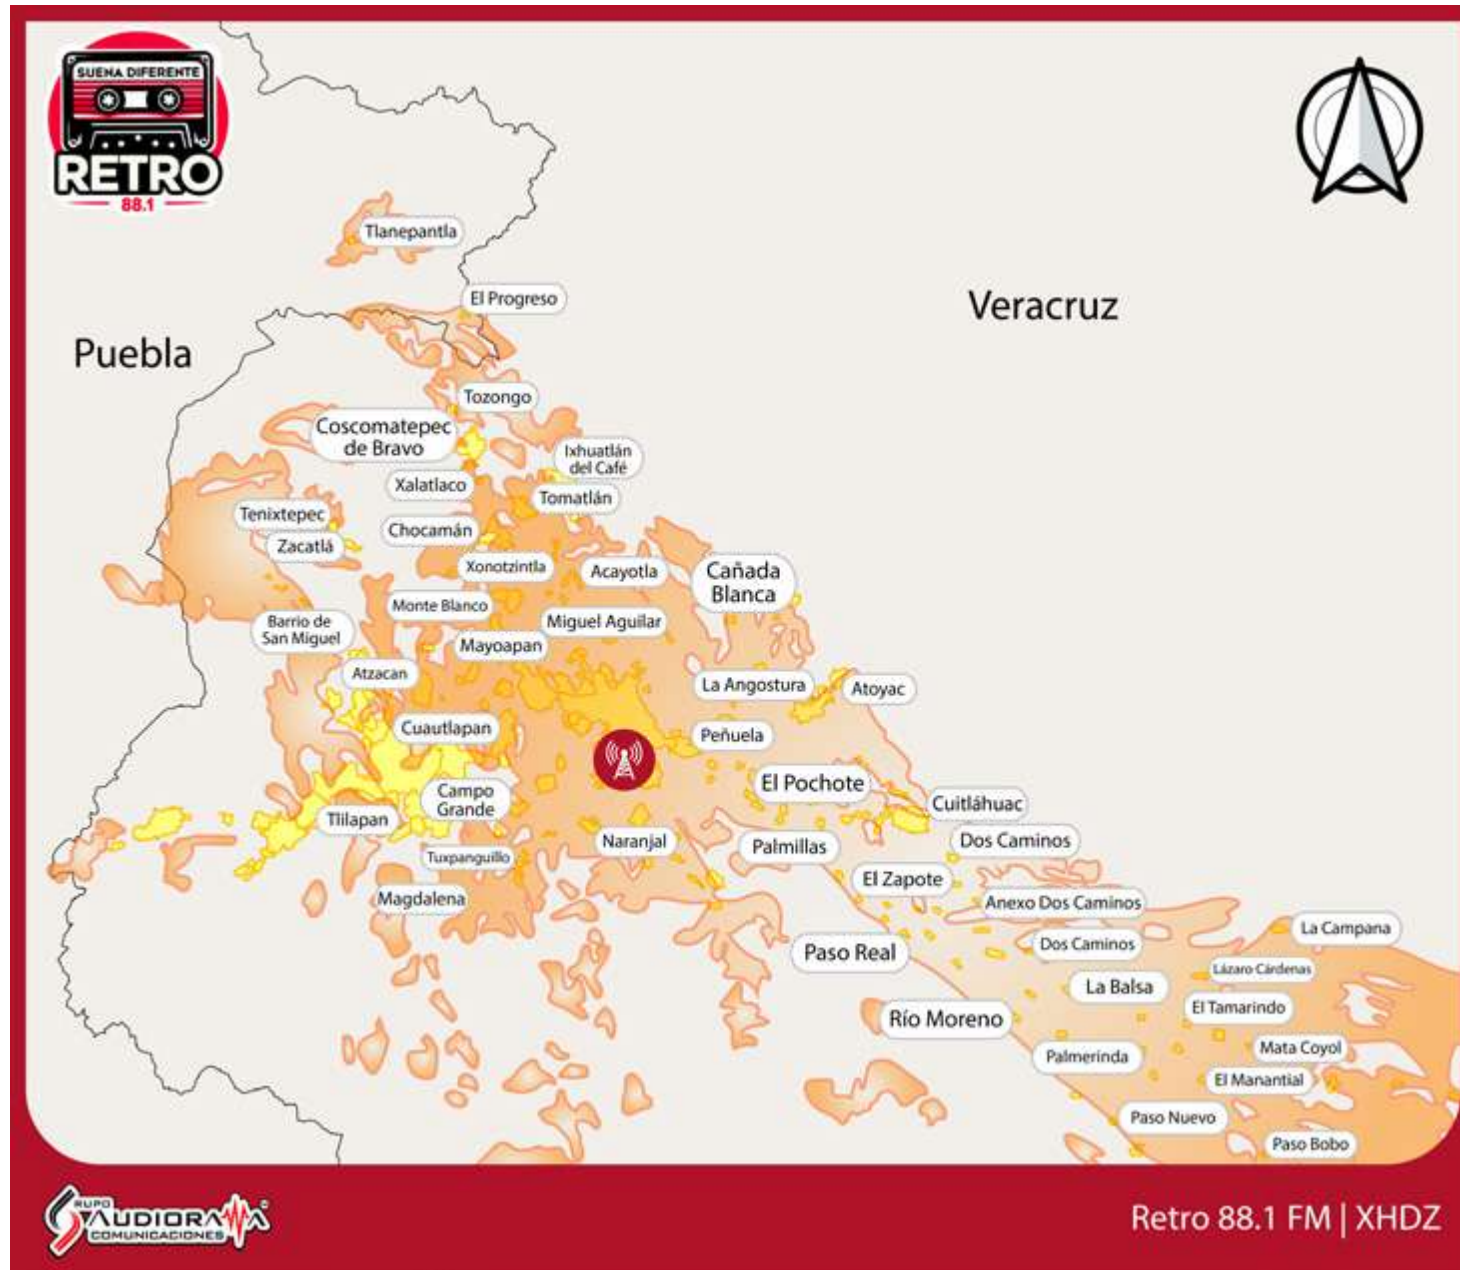 SUENA DIFERENTE
RETRO
88.1
Tlanepantla
El Progreso
Veracruz
Puebla
Tozongo
Coscomatepec
de Bravo
Ixhuatlán
del Café
Xalatlaco
Tomatlán
Tenixtepec
Chocamán
Zacatlá
Xonotzintla
Acayotla
Cañada
Blanca
Monte Blanco
Miguel Aguilar
Barrio de
San Miguel
Mayoapan
Atzacan
La Angostura
Atoyac
Cuautlapan
Peñuela
El Pochote
Campo
Grande
Cuitláhuac
Tlilapan
Naranjal
Palmillas
Dos Caminos
Tuxpanguillo
El Zapote
Magdalena
Anexo Dos Caminos
La Campana
Dos Caminos
Paso Real
Lázaro Cárdenas
La Balsa
El Tamarindo
Río Moreno
Mata Coyol
Palmerinda
El Manantial
Paso Nuevo
Paso Bobo
GRUPO
AUDIORAMA
COMUNICACIONES
Retro 88.1 FM | XHDZ